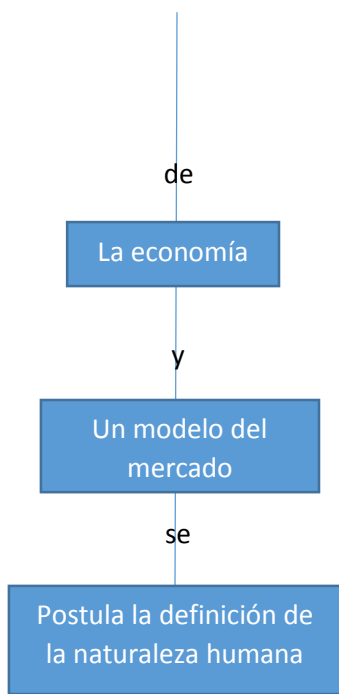 de
La economía
y
Un modelo del
mercado
se
Postula la definición de
la naturaleza humana